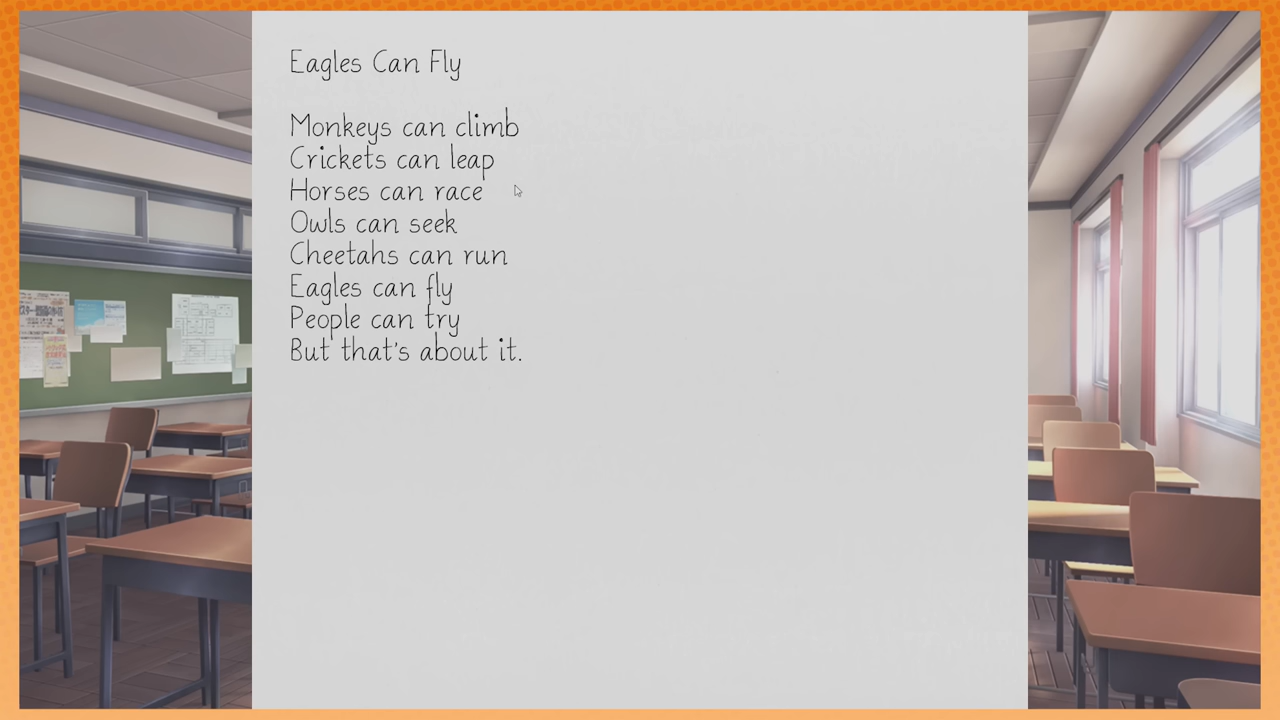 Eagles Can Fly
Monkeys can climb
Crickets can leap
Horses can race
Owls can seek
Cheetahs can run
Eagles can fly
People can try
But that's about it.